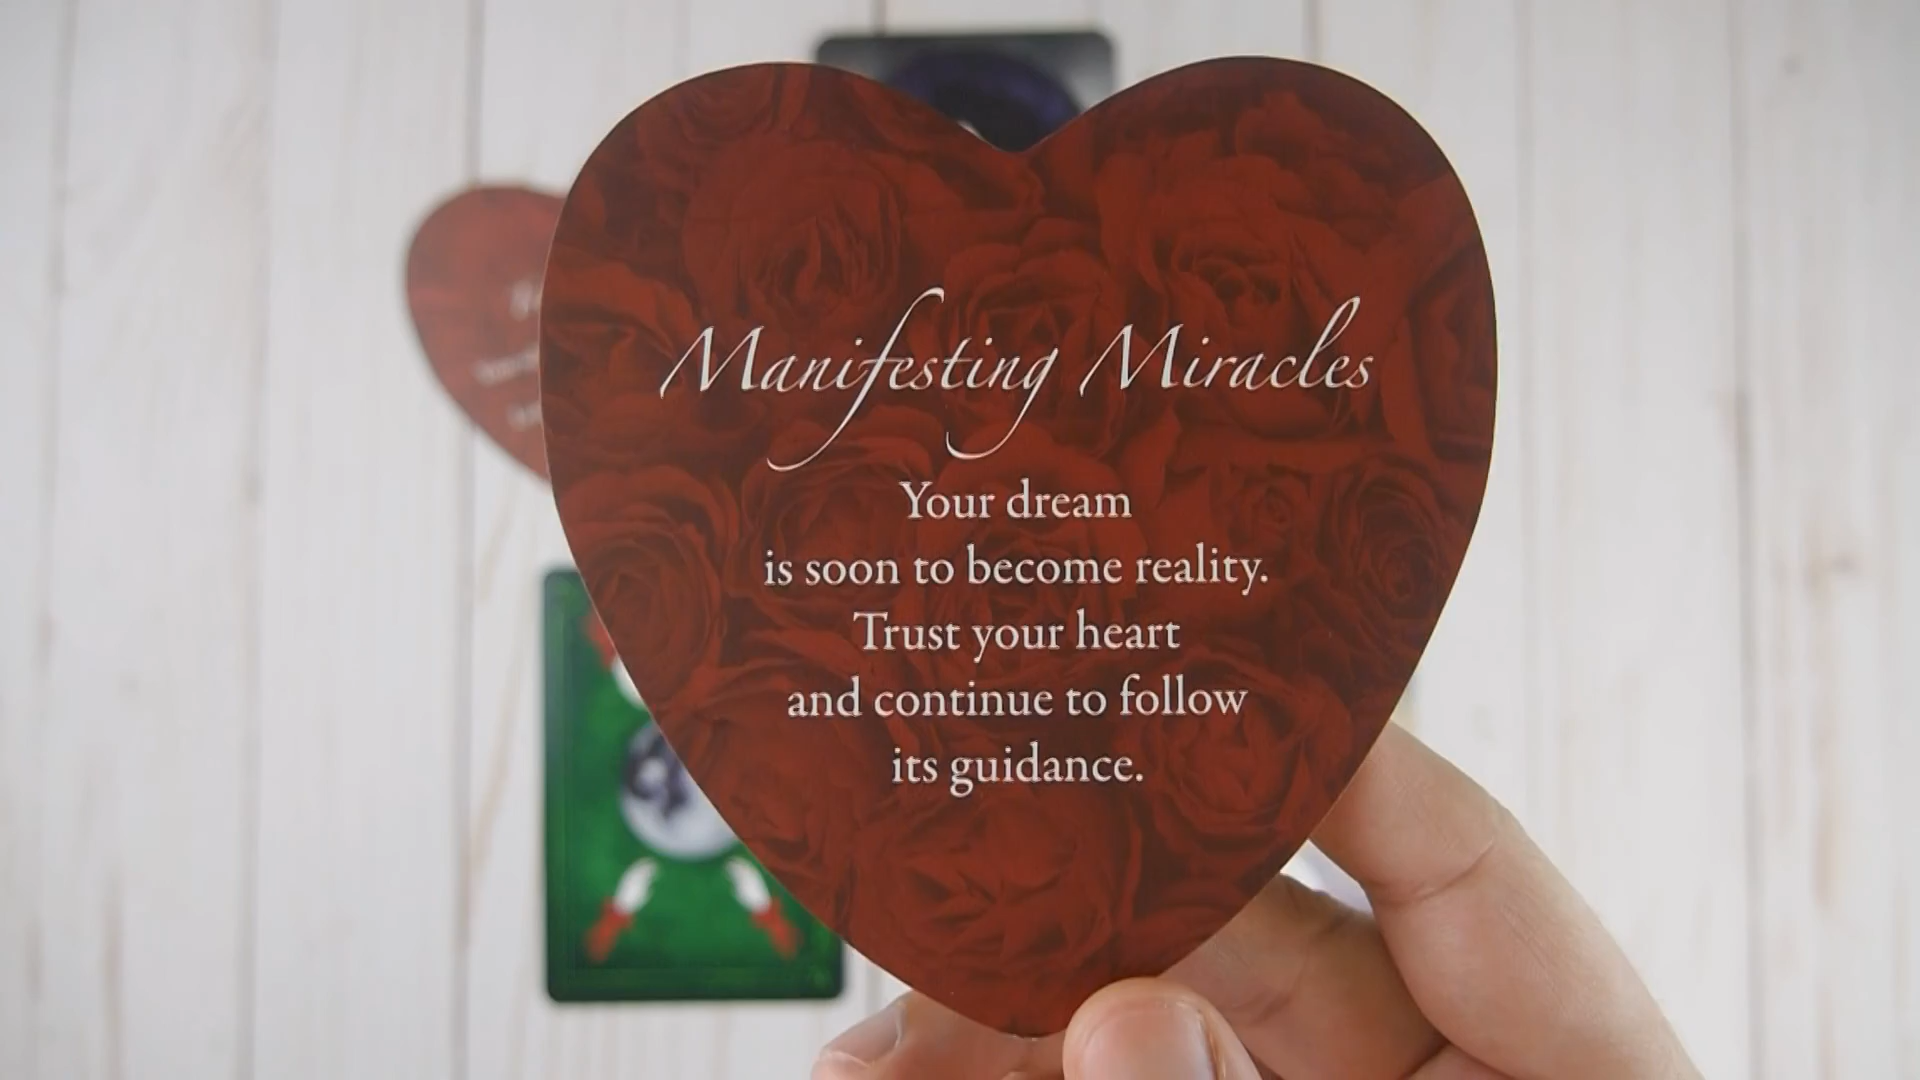 Manifesting Miracles
Your dream
is soon to become reality.
Trust your heart
and continue to follow
its guidance.